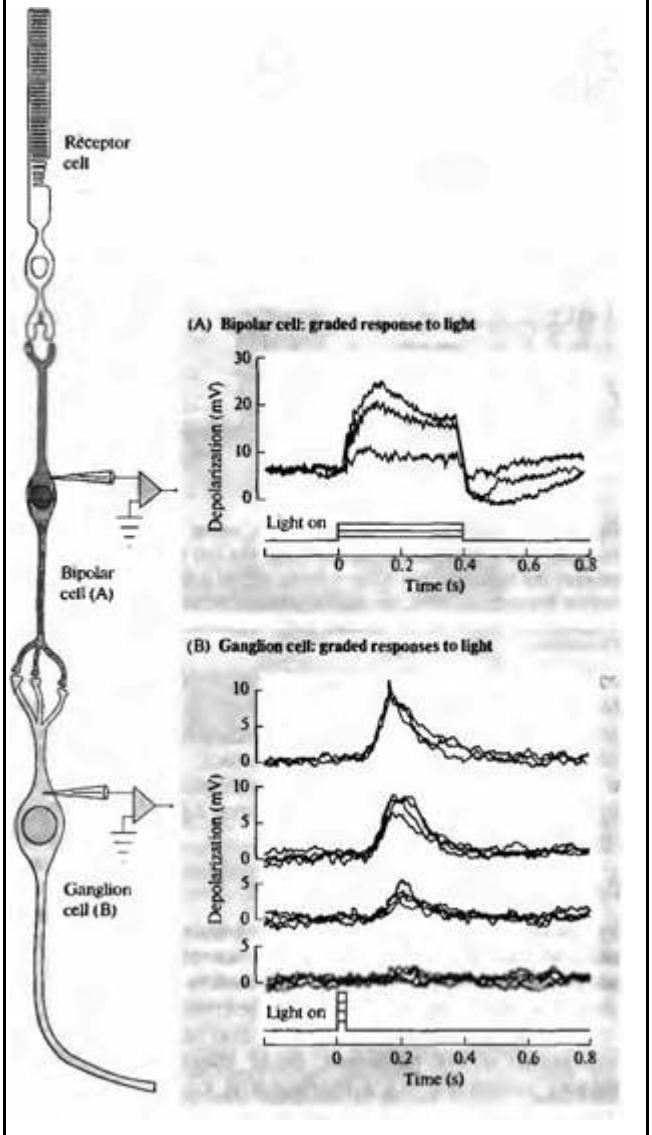 Receptor
cell
(A) Bipolar cell: graded response to light
30
20
10
0
Depolarization (mV)
Light on
0 0.2 0.4 0.6 0.8
Time (s)
Bipolar
cell (A)
(B) Ganglion cell: graded responses to light
10
5
0
10
5
0
5
0
5
0
Depolarization (mV)
Ganglion
cell (B)
Light on
0 0.2 0.4 0.6 0.8
Time (s)